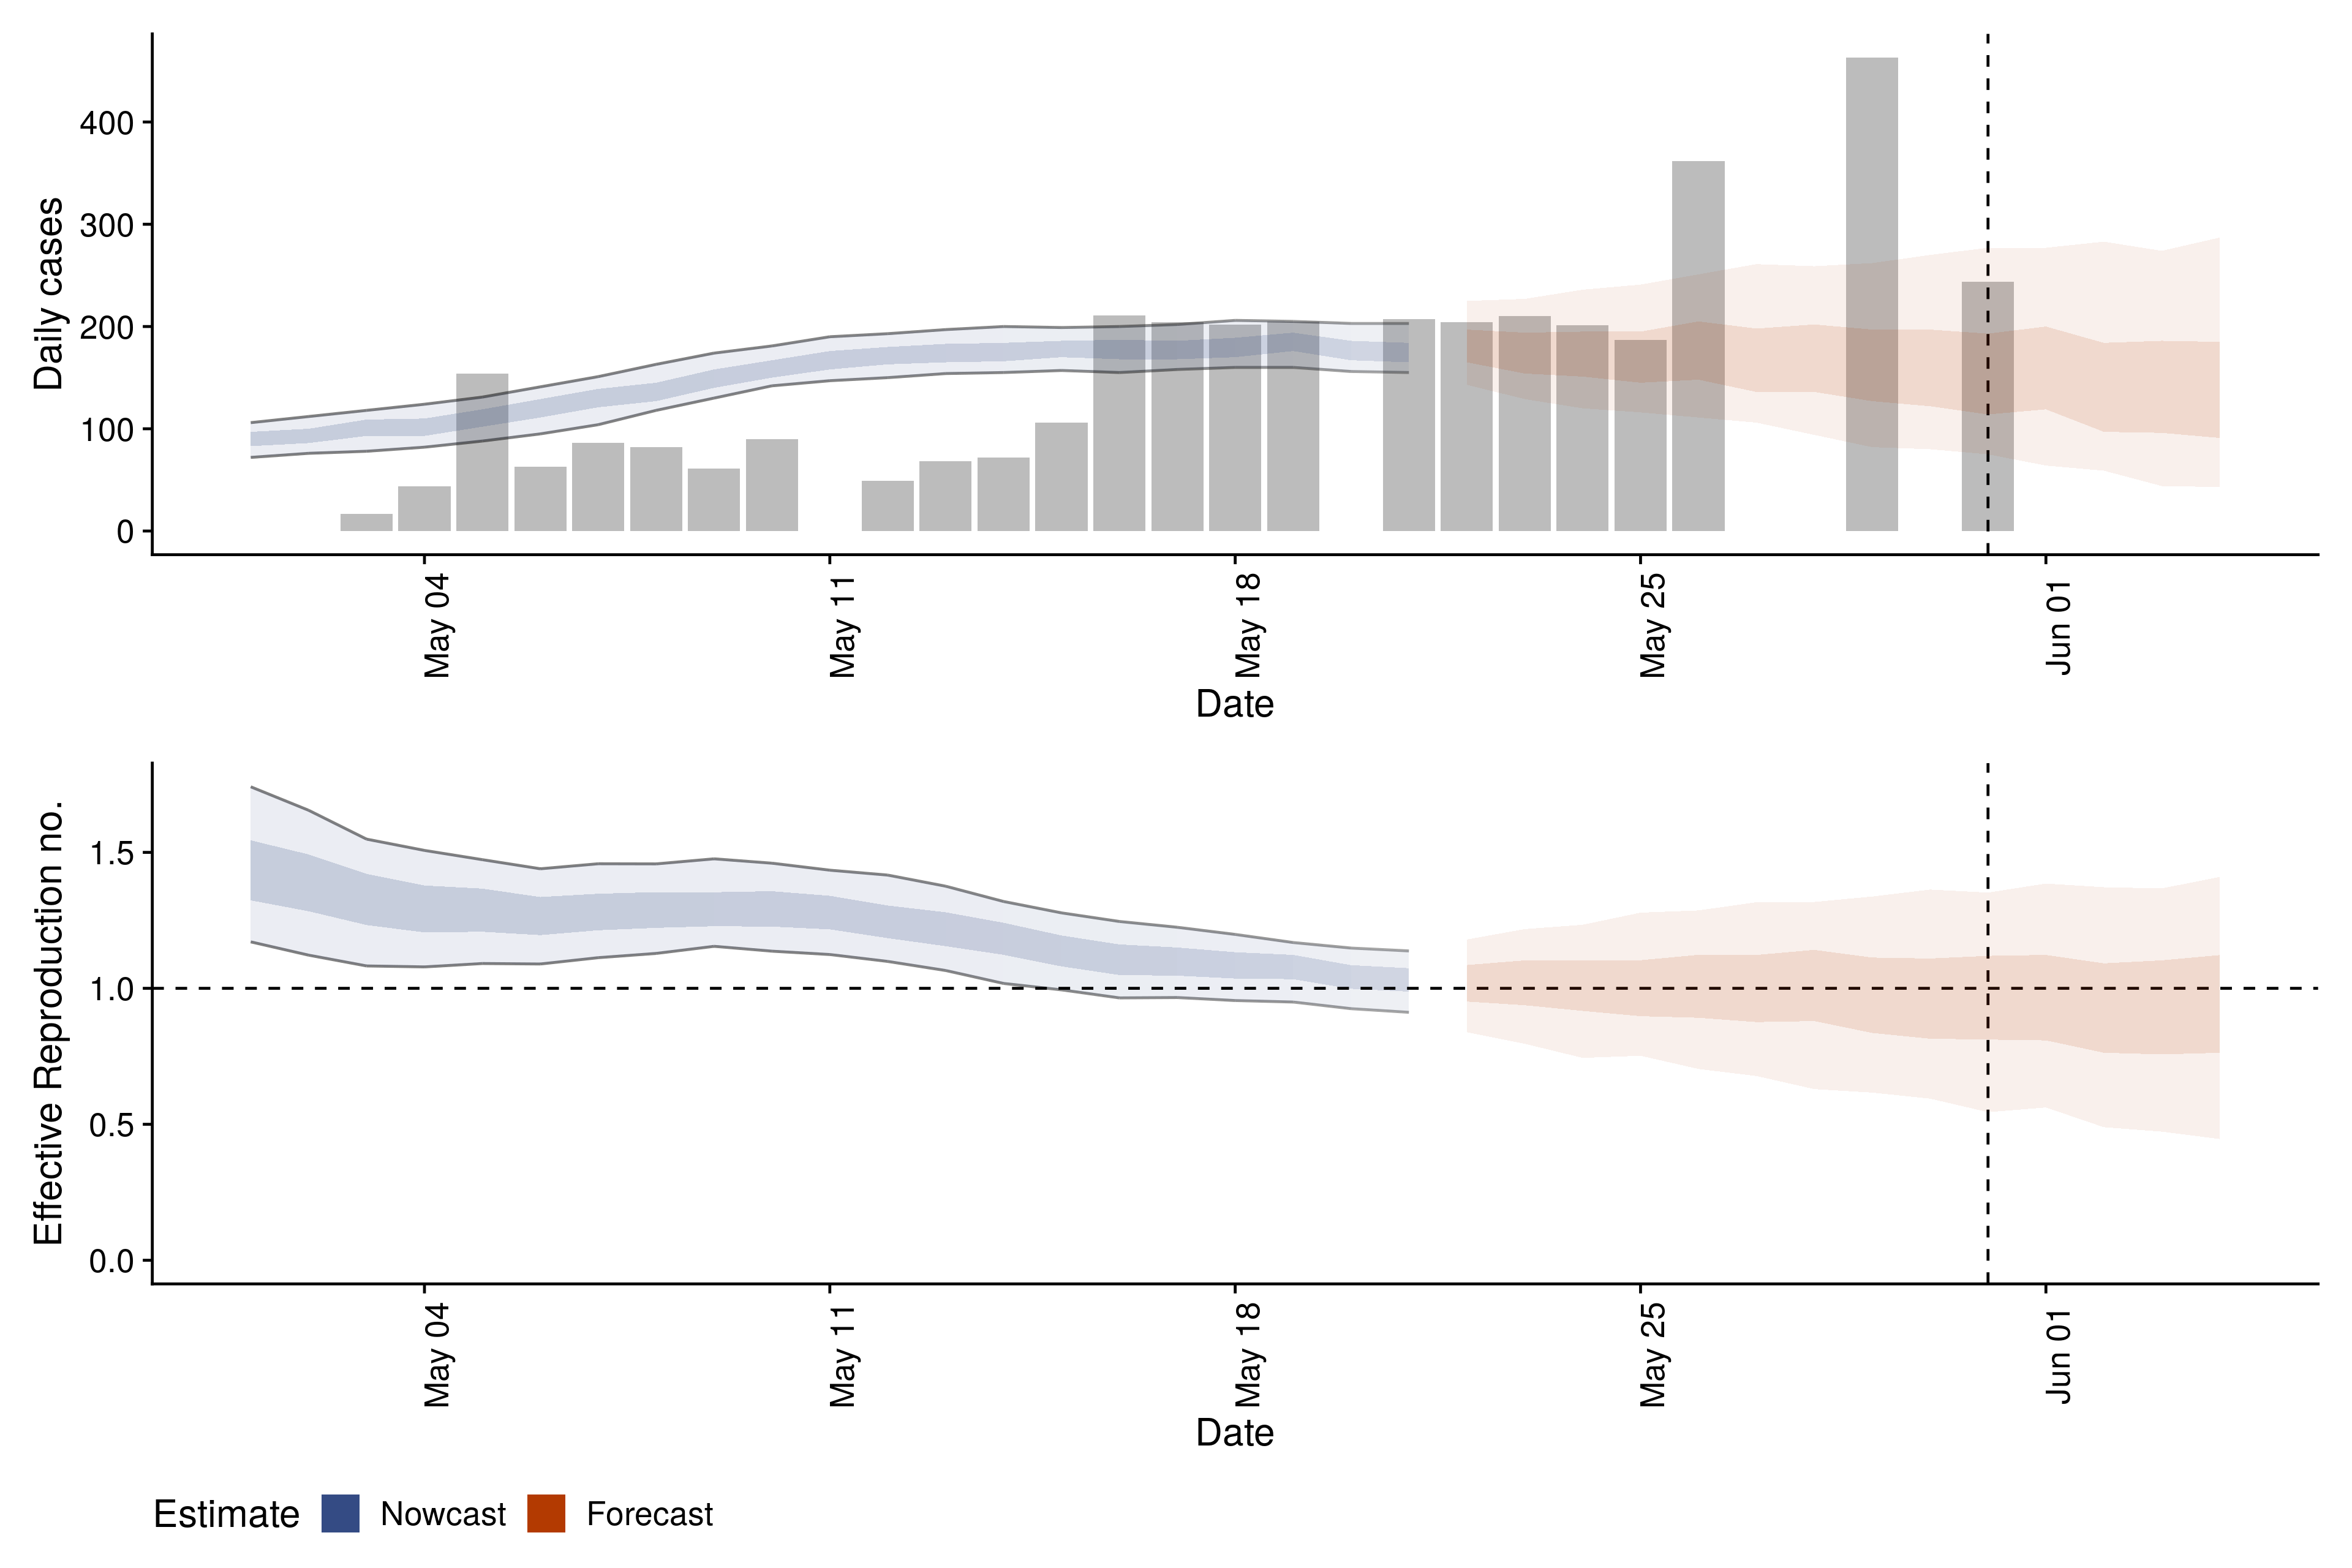 Daily cases
400
300
200
100
0
May 04
May 11
May 18
May 25
Jun 01
Date
Effective Reproduction no.
1.5
1.0
0.5
0.0
May 04
May 11
May 18
May 25
Jun 01
Date
Estimate Nowcast Forecast